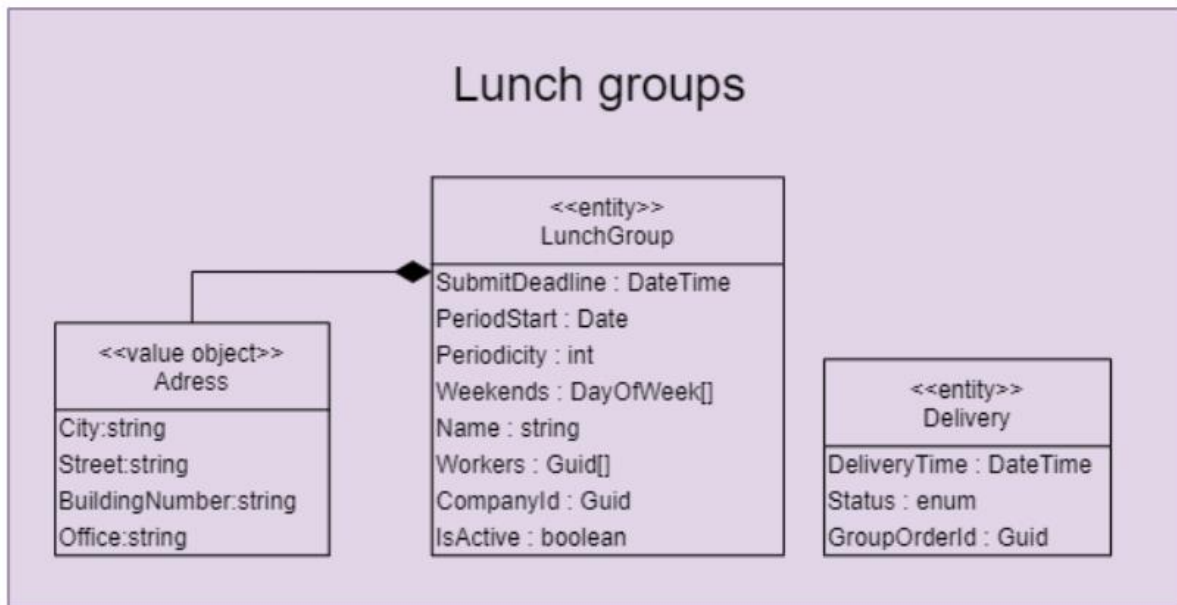 Lunch groups
<<entity>>
LunchGroup
SubmitDeadline : DateTime
PeriodStart : Date
Periodicity : int
Weekends : DayOfWeek[]
Name : string
Workers : Guid[]
CompanyId : Guid
IsActive : boolean
<<value object>>
Adress
City:string
Street:string
BuildingNumber:string
Office:string
<<entity>>
Delivery
DeliveryTime : DateTime
Status : enum
GroupOrderId : Guid